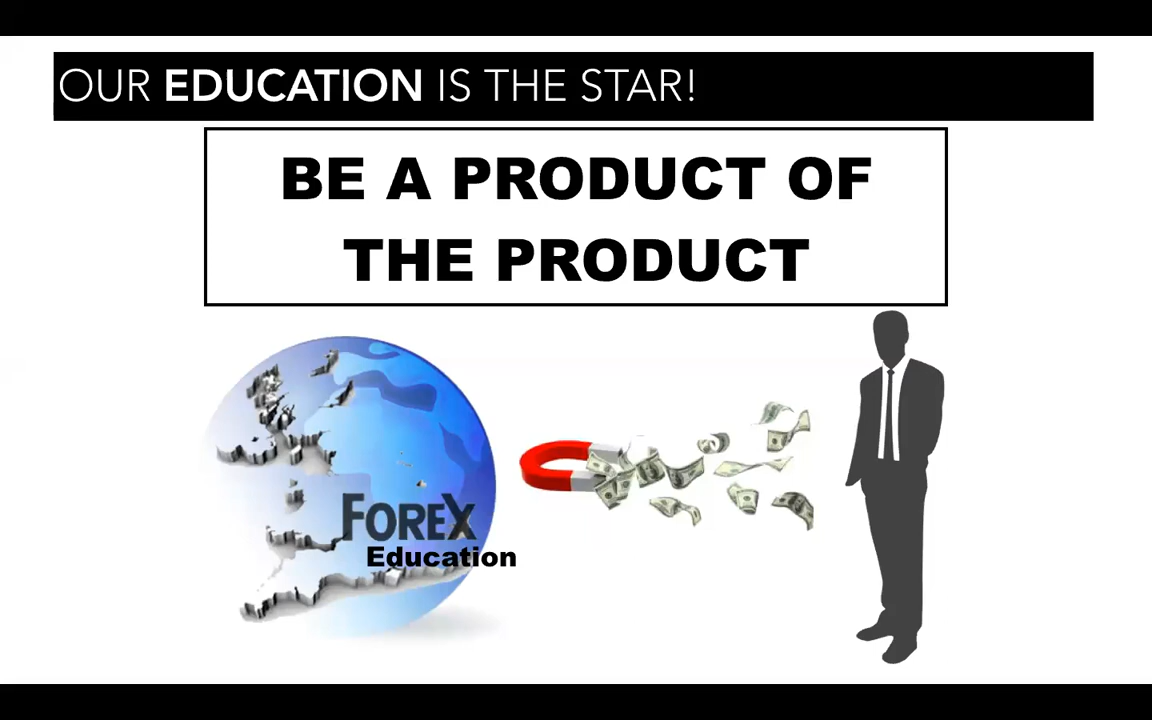 OUR EDUCATION IS THE STAR!
BE A PRODUCT OF
THE PRODUCT
FOREX
Education